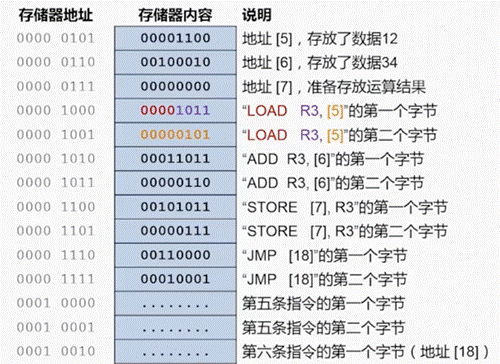 存储器地址 存储器内容 说明
0000 0101 00001100 地址 [5]，存放了数据12
0000 0110 00100010 地址 [6]，存放了数据34
0000 0111 00000000 地址 [7]，准备存放运算结果
0000 1000 00001011 “LOAD R3, [5]”的第一个字节
0000 1001 00000101 “LOAD R3, [5]”的第二个字节
0000 1010 00011011 “ADD R3, [6]”的第一个字节
0000 1011 00000110 “ADD R3, [6]”的第二个字节
0000 1100 00101011 “STORE [7], R3”的第一个字节
0000 1101 00000111 “STORE [7], R3”的第二个字节
0000 1110 00110000 “JMP [18]”的第一个字节
0000 1111 00010001 “JMP [18]”的第二个字节
0001 0000 ........ 第五条指令的第一个字节
0001 0001 ........ 第五条指令的第二个字节
0001 0010 ........ 第六条指令的第一个字节（地址 [18]）